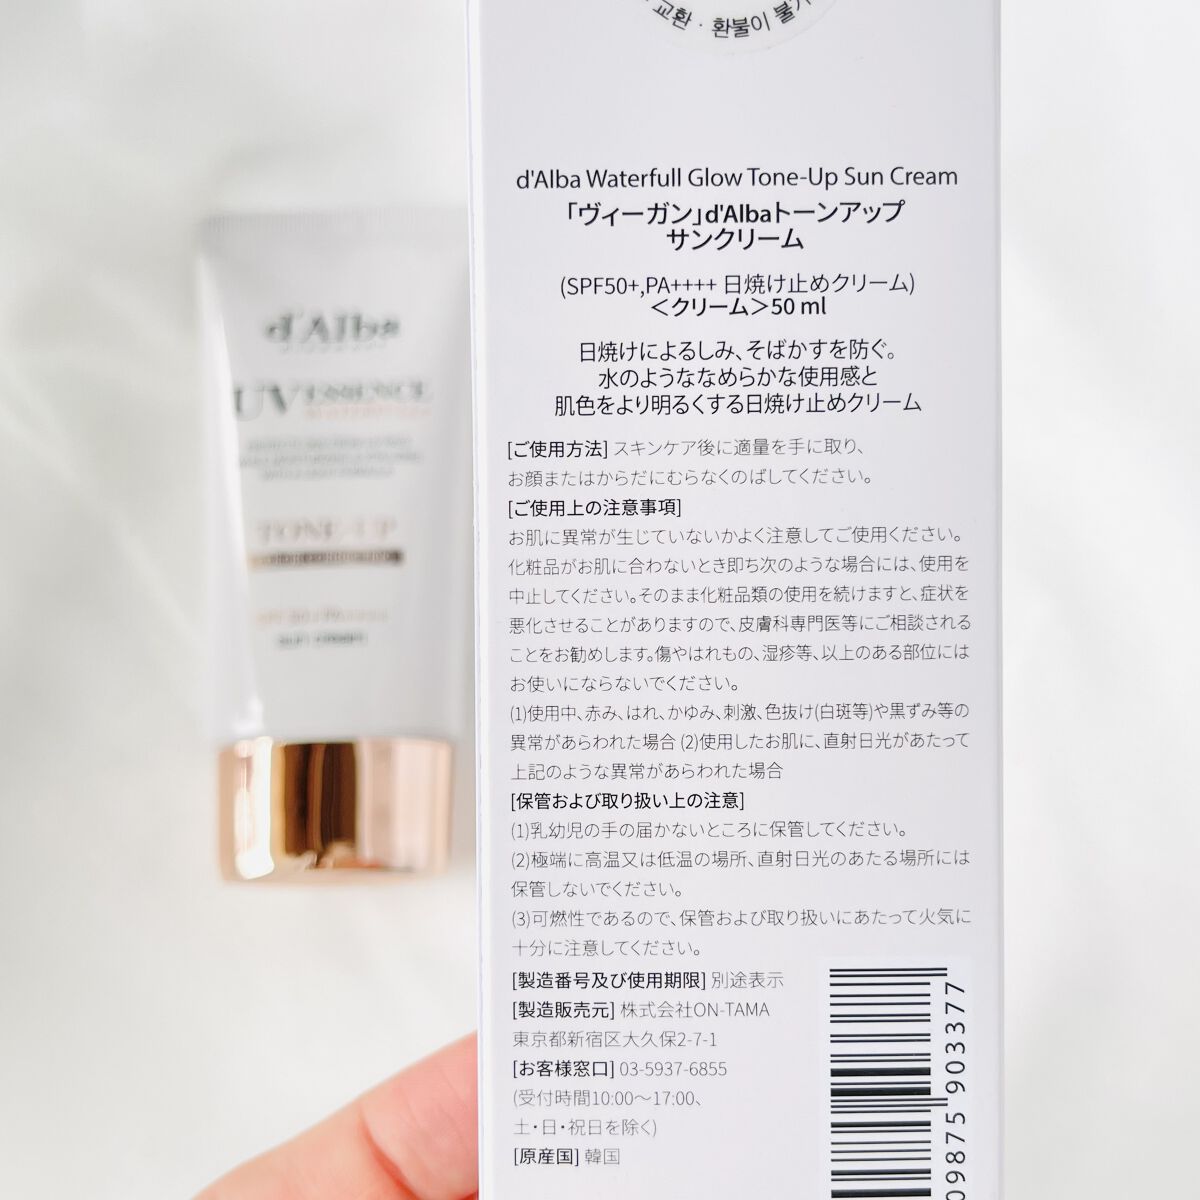 교환 · 환불이 불가
d'Alba Waterfull Glow Tone-Up Sun Cream
「ヴィーガン」d'Albaトーンアップ
サンクリーム
(SPF50+,PA++++ 日焼け止めクリーム)
＜クリーム＞50 ml
日焼けによるしみ、そばかすを防ぐ。
水のようななめらかな使用感と
肌色をより明るくする日焼け止めクリーム
[ご使用方法] スキンケア後に適量を手に取り、
お顔またはからだにむらなくのばしてください。
[ご使用上の注意事項]
お肌に異常が生じていないかよく注意してご使用ください。
化粧品がお肌に合わないとき即ち次のような場合には、使用を
中止してください。そのまま化粧品類の使用を続けますと、症状を
悪化させることがありますので、皮膚科専門医等にご相談される
ことをお勧めします。傷やはれもの、湿疹等、以上のある部位には
お使いにならないでください。
(1)使用中、赤み、はれ、かゆみ、刺激、色抜け(白斑等)や黒ずみ等の
異常があらわれた場合 (2)使用したお肌に、直射日光があたって
上記のような異常があらわれた場合
[保管および取り扱い上の注意]
(1)乳幼児の手の届かないところに保管してください。
(2)極端に高温又は低温の場所、直射日光のあたる場所には
保管しないでください。
(3)可燃性であるので、保管および取り扱いにあたって火気に
十分に注意してください。
[製造番号及び使用期限] 別途表示
[製造販売元] 株式会社ON-TAMA
東京都新宿区大久保2-7-1
[お客様窓口] 03-5937-6855
(受付時間10:00～17:00、
土・日・祝日を除く)
[原産国] 韓国
09875 903377
d'Alba
UV ESSENCE
WATERFULL
TONE-UP
SPF 50+ PA++++
sun cream